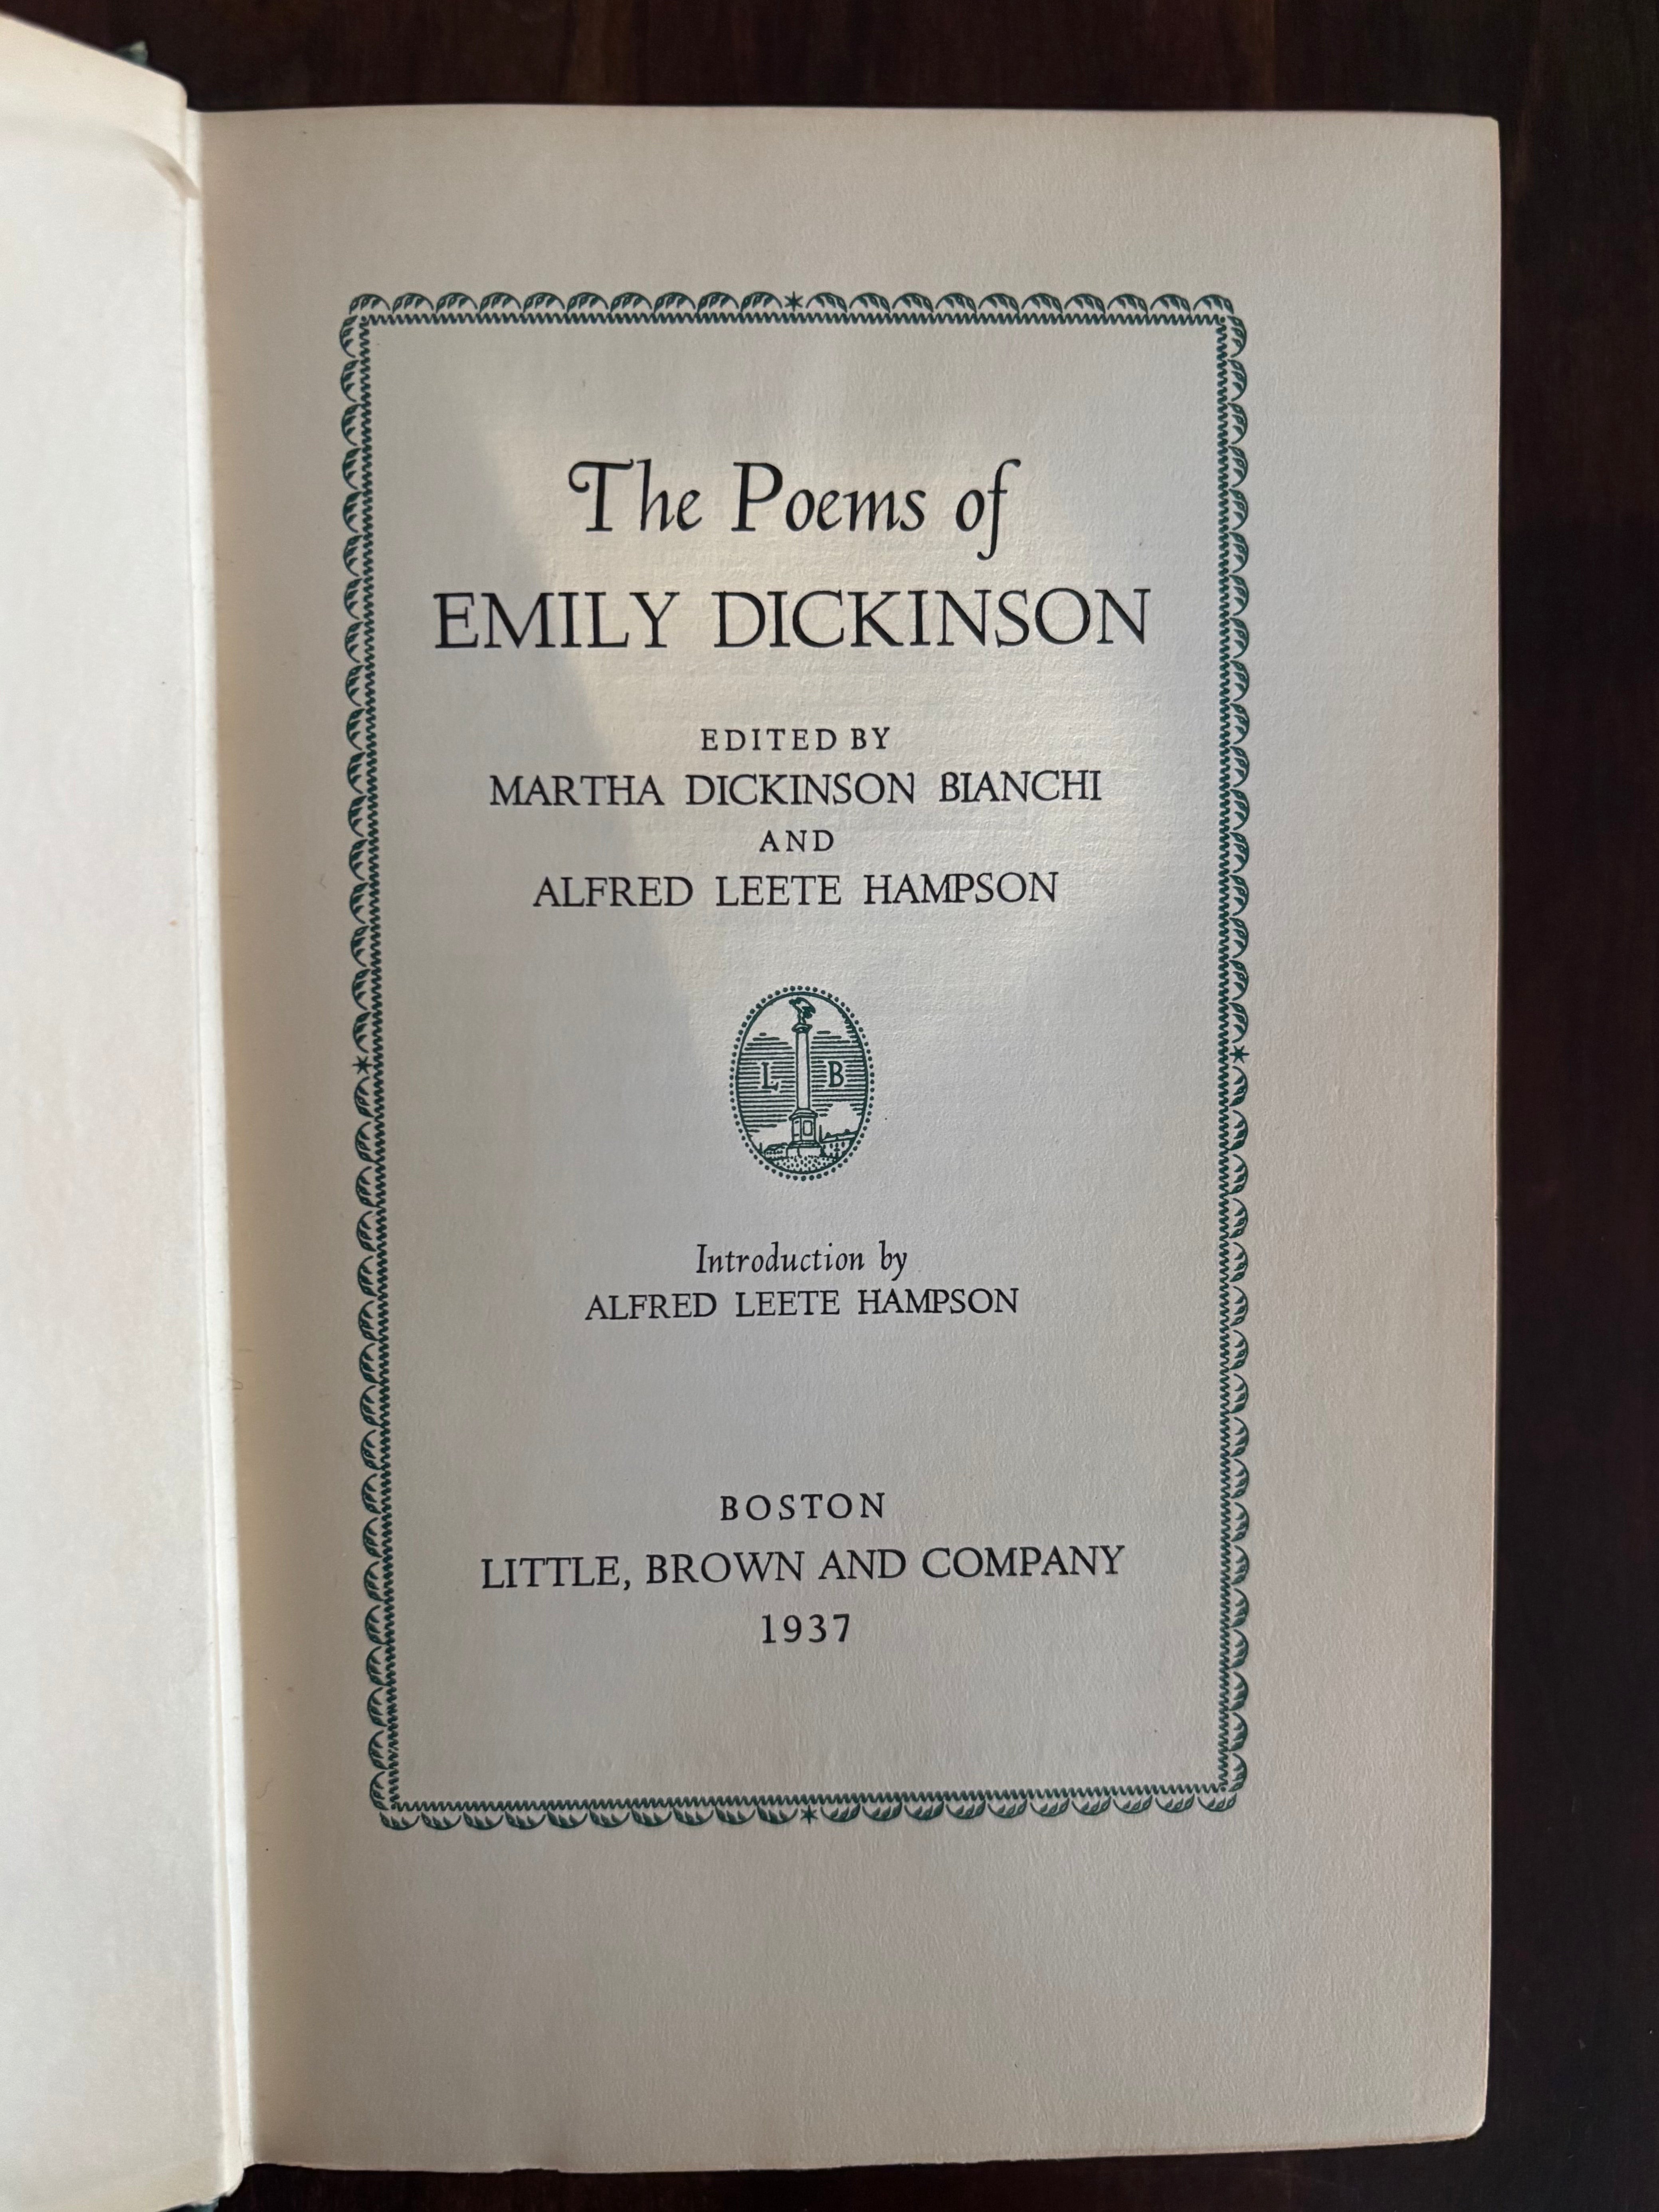 The Poems of
EMILY DICKINSON
EDITED BY
MARTHA DICKINSON BIANCHI
AND
ALFRED LEETE HAMPSON
L B
Introduction by
ALFRED LEETE HAMPSON
BOSTON
LITTLE, BROWN AND COMPANY
1937